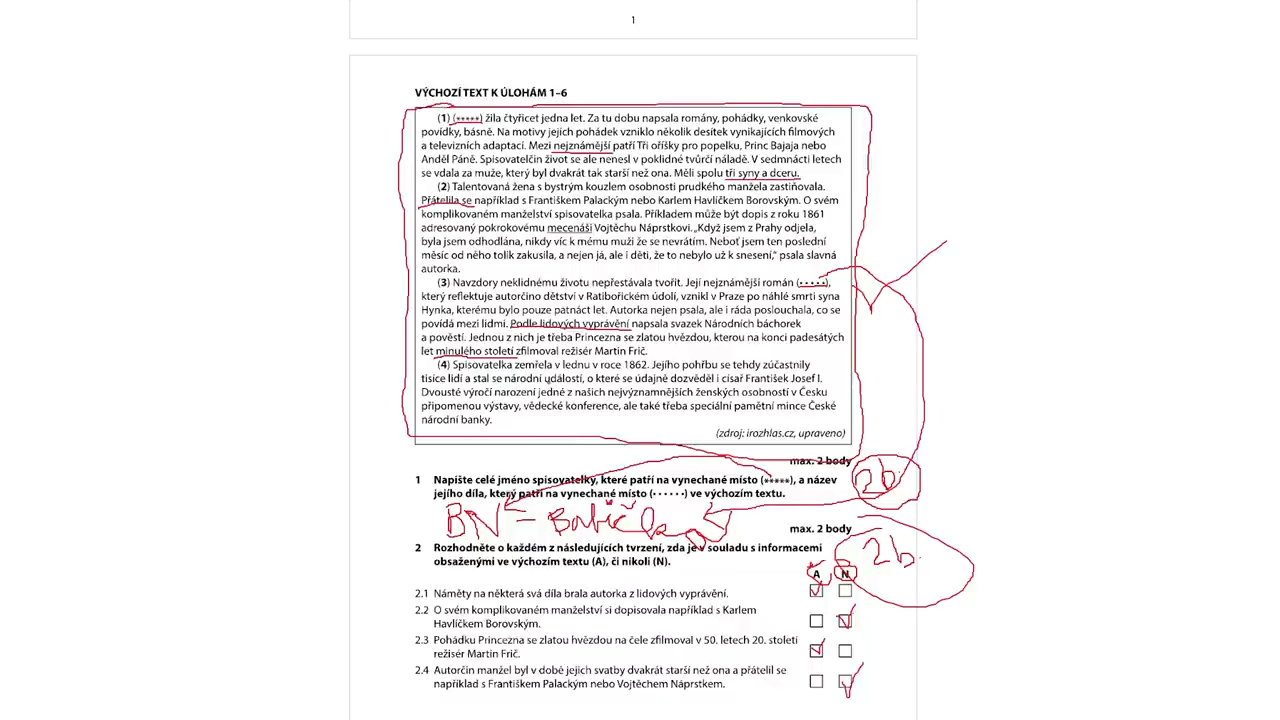 1
VÝCHOZÍ TEXT K ÚLOHÁM 1–6
(1) (*****) žila čtyřicet jedna let. Za tu dobu napsala romány, pohádky, venkovské
povídky, básně. Na motivy jejích pohádek vzniklo několik desítek vynikajících filmových
a televizních adaptací. Mezi nejznámější patří Tři oříšky pro popelku, Princ Bajaja nebo
Anděl Páně. Spisovatelčin život se ale nenesl v poklidné tvůrčí náladě. V sedmnácti letech
se vdala za muže, který byl dvakrát tak starší než ona. Měli spolu tři syny a dceru.
(2) Talentovaná žena s bystrým kouzlem osobnosti prudkého manžela zastiňovala.
Přátelila se například s Františkem Palackým nebo Karlem Havlíčkem Borovským. O svém
komplikovaném manželství spisovatelka psala. Příkladem může být dopis z roku 1861
adresovaný pokrokovému mecenáši Vojtěchu Náprstkovi. „Když jsem z Prahy odjela,
byla jsem odhodlána, nikdy víc k mému muži že se nevrátím. Neboť jsem ten poslední
měsíc od něho tolik zakusila, a nejen já, ale i děti, že to nebylo už k snesení,“ psala slavná
autorka.
(3) Navzdory neklidnému životu nepřestávala tvořit. Její nejznámější román (•••••),
který reflektuje autorčino dětství v Ratibořickém údolí, vznikl v Praze po náhlé smrti syna
Hynka, kterému bylo pouze patnáct let. Autorka nejen psala, ale i ráda poslouchala, co se
povídá mezi lidmi. Podle lidových vyprávění napsala svazek Národních báchorek
a pověstí. Jednou z nich je třeba Princezna se zlatou hvězdou, kterou na konci padesátých
let minulého století zfilmoval režisér Martin Frič.
(4) Spisovatelka zemřela v lednu v roce 1862. Jejího pohřbu se tehdy zúčastnily
tisíce lidí a stal se národní událostí, o které se údajně dozvěděl i císař František Josef I.
Dvousté výročí narození jedné z našich nejvýznamnějších ženských osobností v Česku
připomenou výstavy, vědecké konference, ale také třeba speciální pamětní mince České
národní banky.
(zdroj: irozhlas.cz, upraveno)
max. 2 body
1 Napište celé jméno spisovatelky, které patří na vynechané místo (*****), a název
jejího díla, který patří na vynechané místo (••••••) ve výchozím textu.
2b.
BN – Babička
max. 2 body
2 Rozhodněte o každém z následujících tvrzení, zda je v souladu s informacemi
obsaženými ve výchozím textu (A), či nikoli (N).
2b.
A N
2.1 Náměty na některá svá díla brala autorka z lidových vyprávění.
2.2 O svém komplikovaném manželství si dopisovala například s Karlem
Havlíčkem Borovským.
2.3 Pohádku Princezna se zlatou hvězdou na čele zfilmoval v 50. letech 20. století
režisér Martin Frič.
2.4 Autorčin manžel byl v době jejich svatby dvakrát starší než ona a přátelil se
například s Františkem Palackým nebo Vojtěchem Náprstkem.